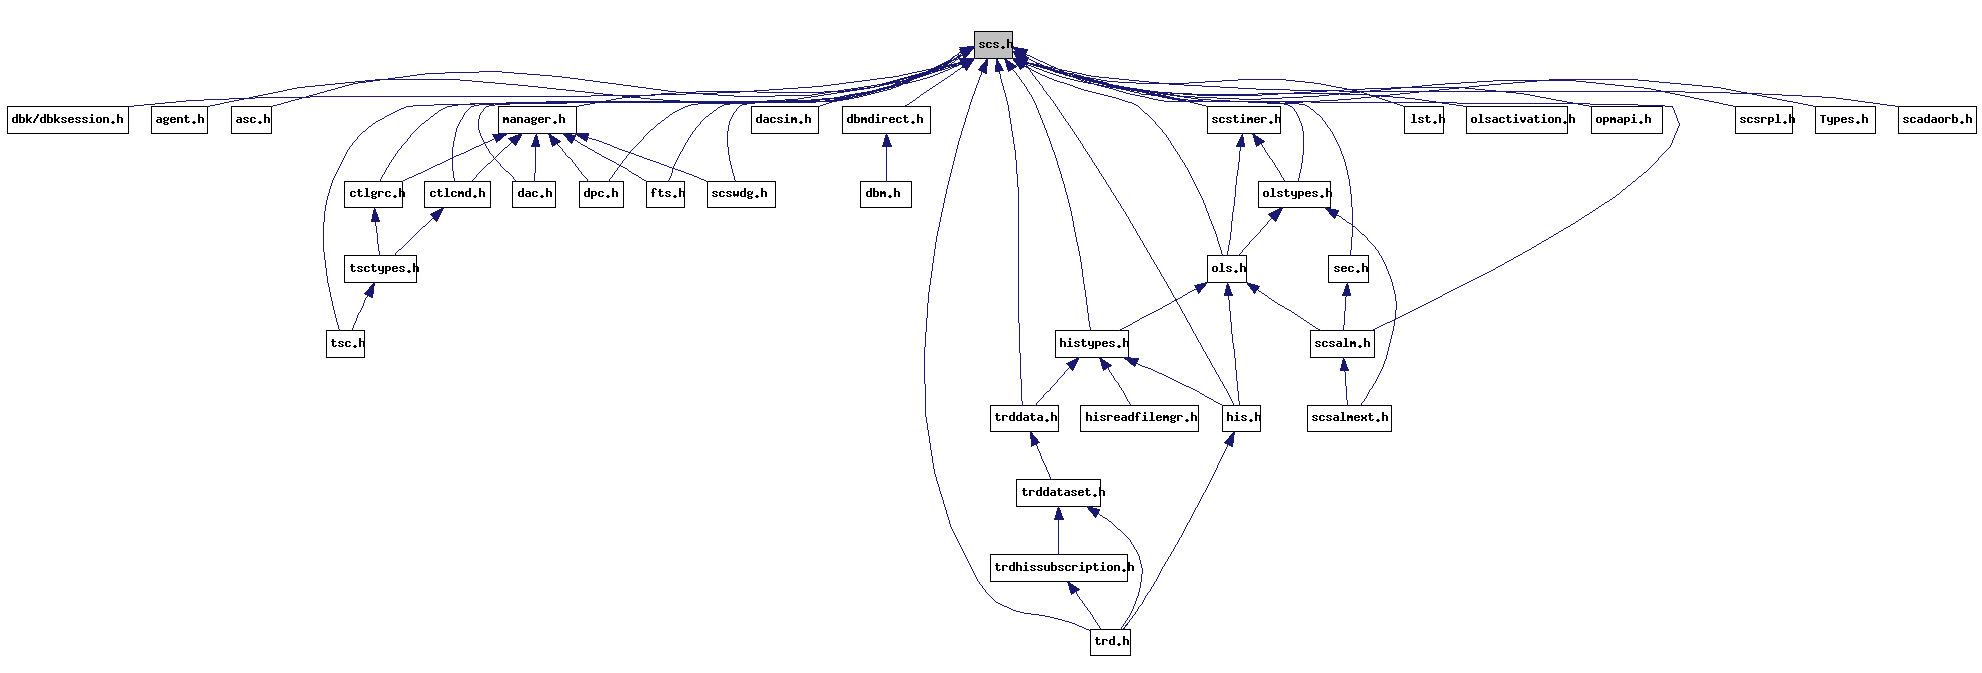 scs.h
dbk/dbksession.h
agent.h
asc.h
manager.h
dacsim.h
dbmdirect.h
scstimer.h
lst.h
olsactivation.h
opmapi.h
scsrpl.h
Types.h
scadaorb.h
ctlgrc.h
ctlcmd.h
dac.h
dpc.h
fts.h
scswdg.h
dbm.h
olstypes.h
tsctypes.h
ols.h
sec.h
tsc.h
histypes.h
scsalm.h
trddata.h
hisreadfilemgr.h
his.h
scsalmext.h
trddataset.h
trdhissubscription.h
trd.h